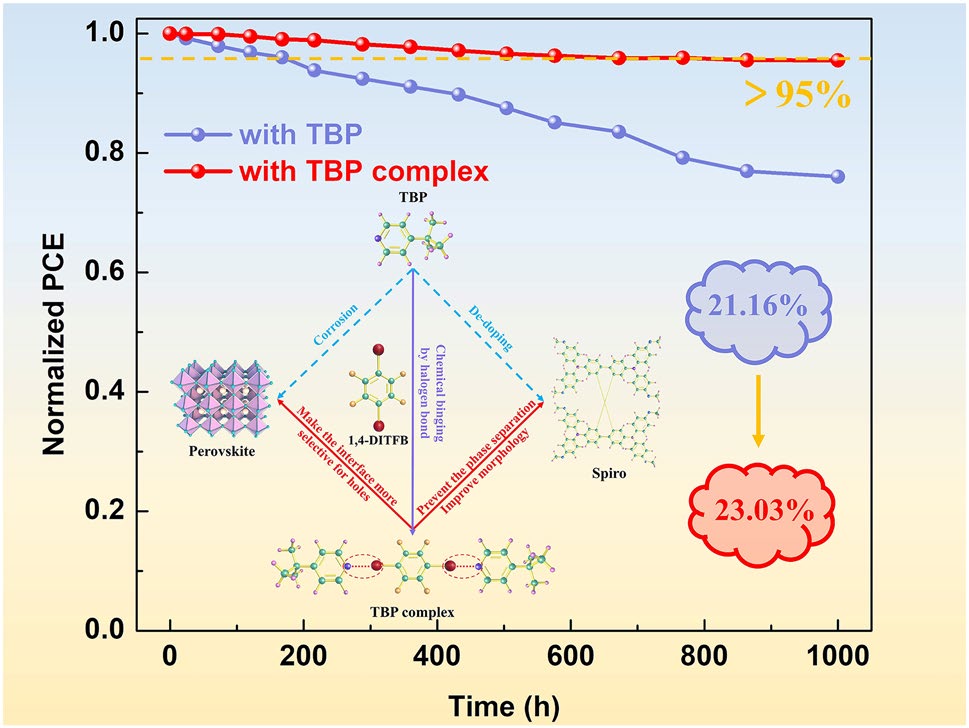 1.0
0.8
0.6
0.4
0.2
0.0
Normalized PCE
> 95%
with TBP
with TBP complex
TBP
Corrosion
De-doping
Chemical binging
by halogen bond
1,4-DITFB
Perovskite
Spiro
Make the interface more
selective for holes
Prevent the phase separation
Improve morphology
TBP complex
21.16%
23.03%
0
200
400
600
800
1000
Time (h)